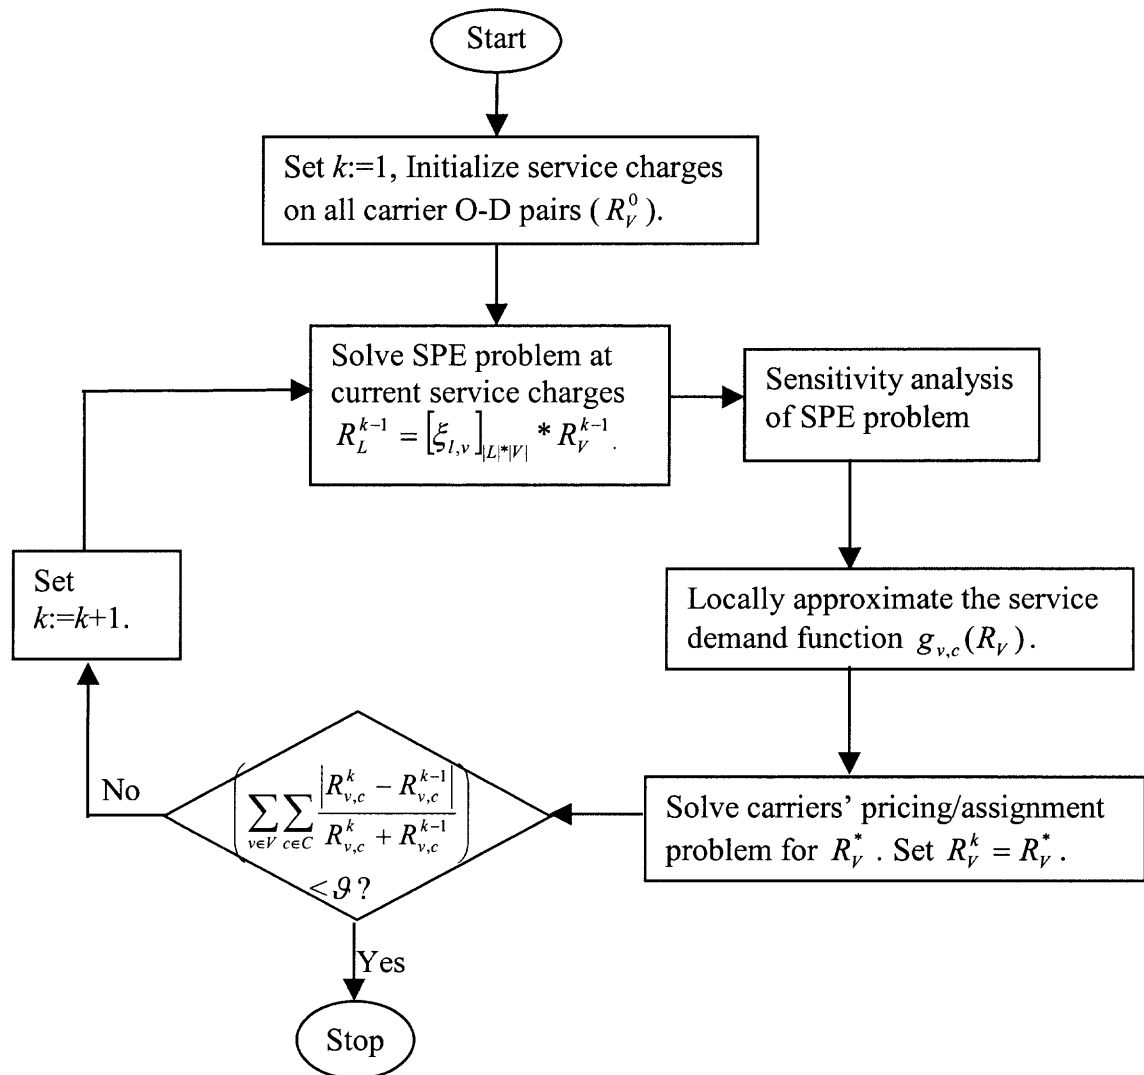 Start
Set k:=1, Initialize service charges
on all carrier O-D pairs ( R_V^0 ).
Solve SPE problem at
current service charges
R_L^{k-1} = [ξ_{l,v}]_{|L|*|V|} * R_V^{k-1}.
Sensitivity analysis
of SPE problem
Locally approximate the service
demand function g_{v,c}(R_V).
Solve carriers' pricing/assignment
problem for R_V^*. Set R_V^k = R_V^*.
(∑_{v∈V} ∑_{c∈C} |R_{v,c}^k − R_{v,c}^{k-1}| / (R_{v,c}^k + R_{v,c}^{k-1}))
<ϑ?
No
Set
k:=k+1.
Yes
Stop